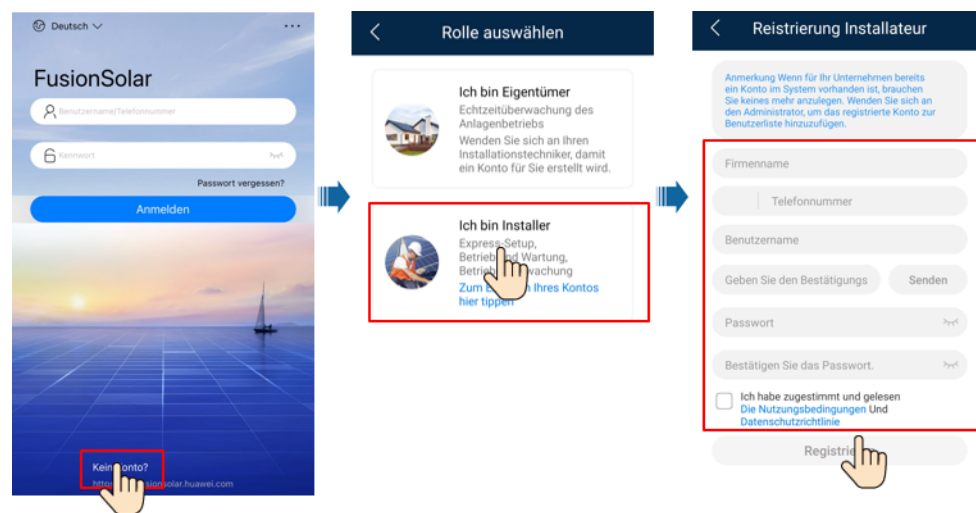 Deutsch
FusionSolar
Benutzername/Telefonnummer
Kennwort
Passwort vergessen?
Anmelden
solar.huawei.com
Rolle auswählen
Ich bin Eigentümer
Echtzeitüberwachung des
Anlagenbetriebs
Wenden Sie sich an Ihren
Installationstechniker, damit
ein Konto für Sie erstellt wird.
Ich bin Installer
Express-Setup,
Wartung,
Zum Ihres Kontos
hier tippen
Reistrierung Installateur
Anmerkung Wenn für Ihr Unternehmen bereits
ein Konto im System vorhanden ist, brauchen
Sie keines mehr anzulegen. Wenden Sie sich an
den Administrator, um das registrierte Konto zur
Benutzerliste hinzuzufügen.
Firmenname
Telefonnummer
Benutzername
Geben Sie den Bestätigungs Senden
Passwort
Bestätigen Sie das Passwort.
Ich habe zugestimmt und gelesen
Die Nutzungsbedingungen Und
Datenschutzrichtlinie